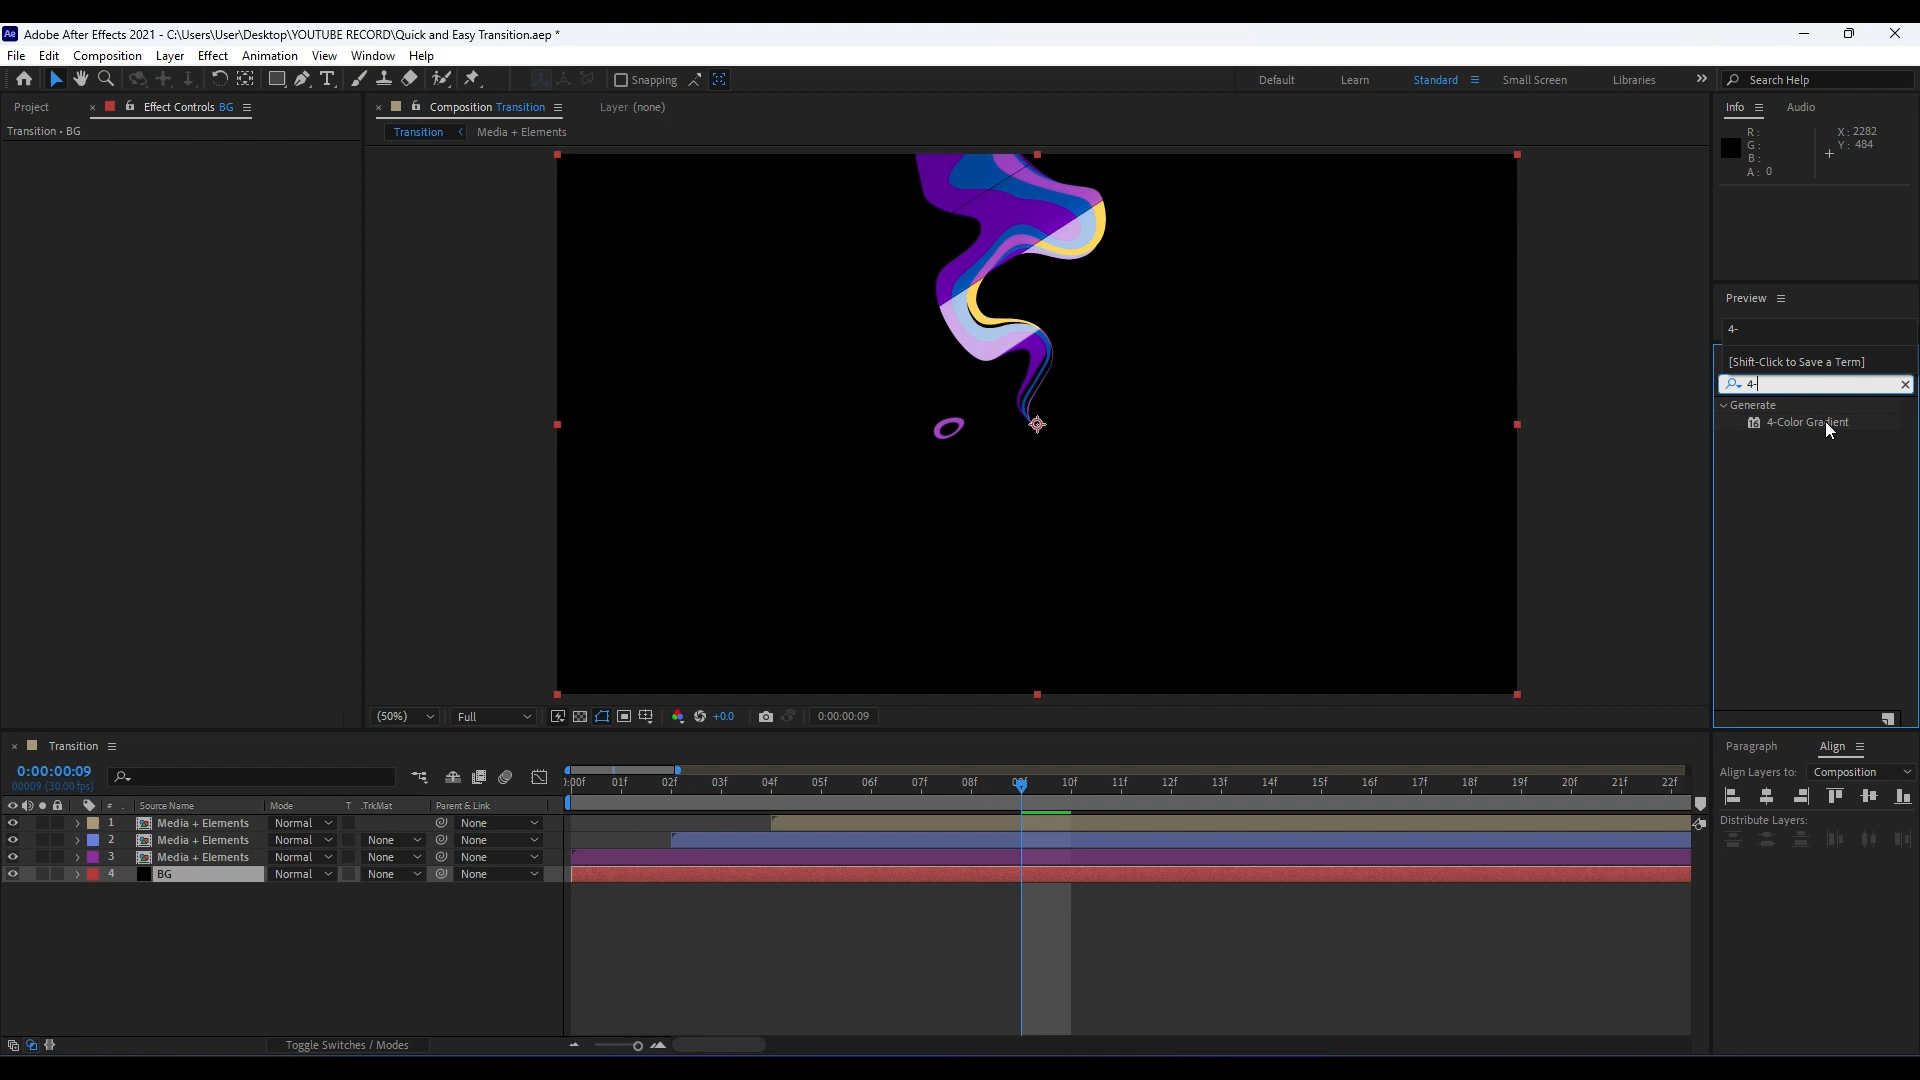 Ae Adobe After Effects 2021 - C:\Users\User\Desktop\YOUTUBE RECORD\Quick and Easy Transition.aep *
File Edit Composition Layer Effect Animation View Window Help
Snapping Default Learn Standard Small Screen Libraries Search Help
Project Effect Controls BG Composition Transition Layer (none) Info Audio
Transition • BG Transition Media + Elements
R: X: 2282
G: Y: 484
B:
A: 0
Preview
4-
[Shift-Click to Save a Term]
4-
Generate
16 4-Color Gradient
(50%) Full +0.0 0:00:00:09
Transition Paragraph Align
0:00:00:09
00009 (30.00 fps)
Align Layers to: Composition
:00f 01f 02f 03f 04f 05f 06f 07f 08f 09f 10f 11f 12f 13f 14f 15f 16f 17f 18f 19f 20f 21f 22f
# Source Name Mode T .TrkMat Parent & Link
1 Media + Elements Normal None
2 Media + Elements Normal None None
3 Media + Elements Normal None None
4 BG Normal None None
Distribute Layers:
Toggle Switches / Modes